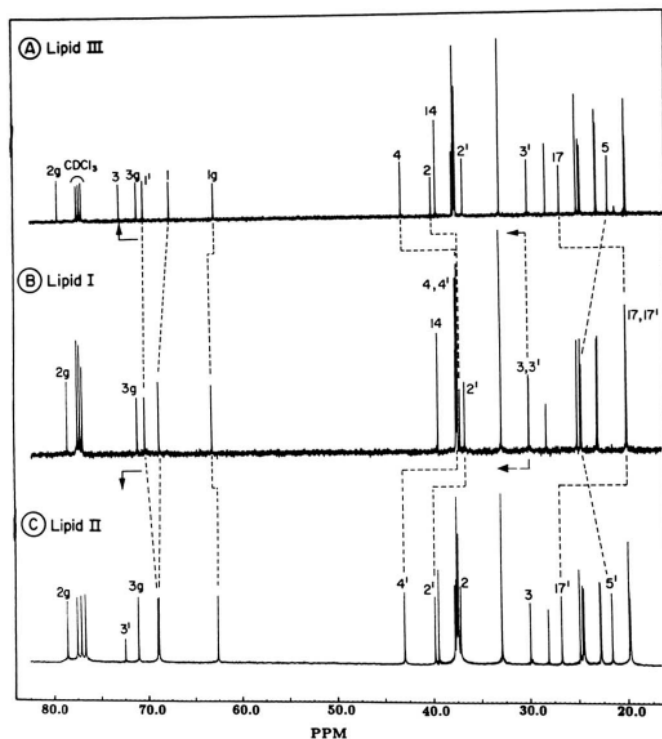 A Lipid III
2g CDCl₃ 3 3g 1' 1 1g 4 14 2 2' 3' 17 5
B Lipid I
2g 3g 14 4,4' 2' 3,3' 17,17'
C Lipid II
2g 3' 3g 1 4' 2' 2 3 17' 5'
80.0 70.0 60.0 50.0 40.0 30.0 20.0
PPM